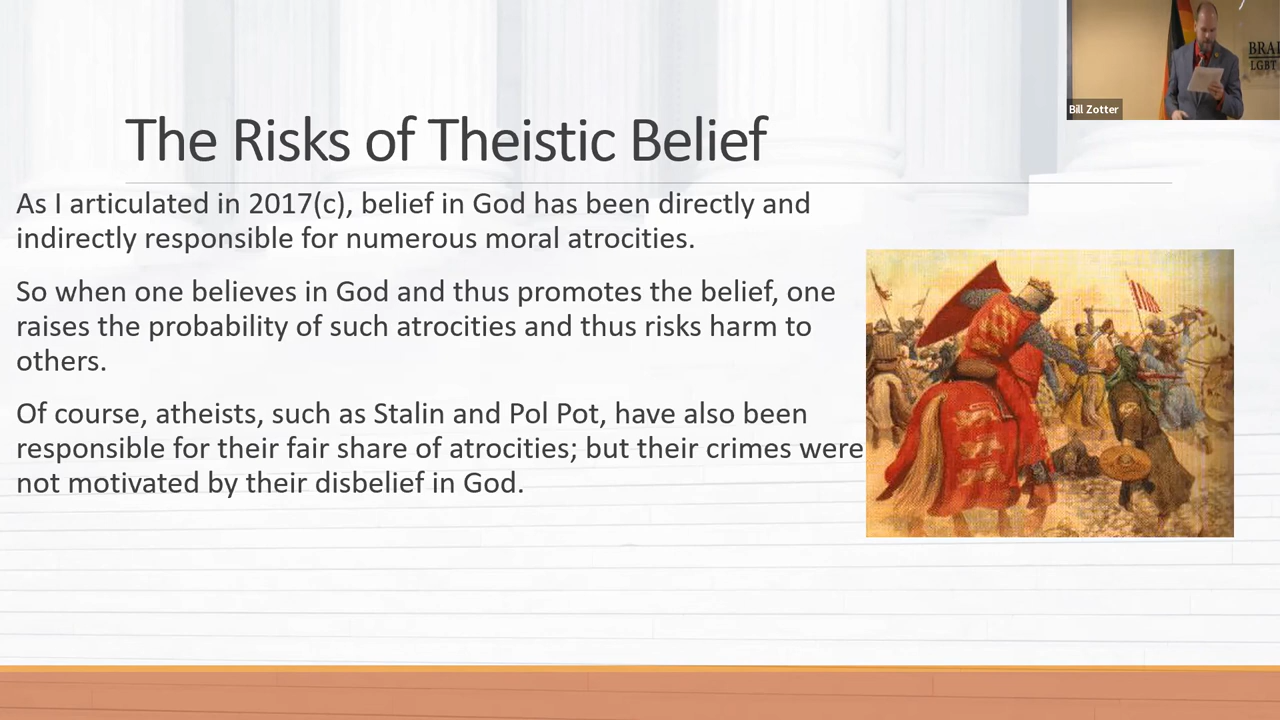 BRA
LGBT
Bill Zotter
The Risks of Theistic Belief
As I articulated in 2017(c), belief in God has been directly and
indirectly responsible for numerous moral atrocities.
So when one believes in God and thus promotes the belief, one
raises the probability of such atrocities and thus risks harm to
others.
Of course, atheists, such as Stalin and Pol Pot, have also been
responsible for their fair share of atrocities; but their crimes were
not motivated by their disbelief in God.